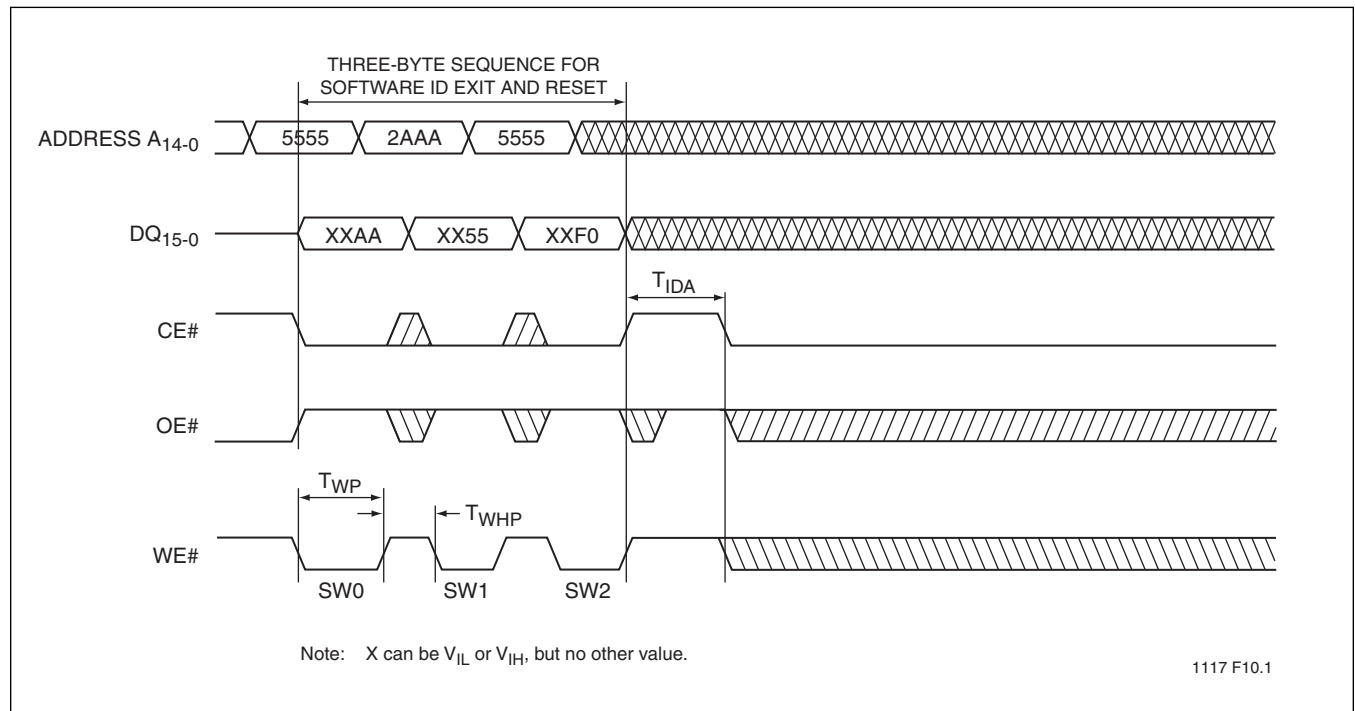 THREE-BYTE SEQUENCE FOR
SOFTWARE ID EXIT AND RESET
ADDRESS A14-0
5555
2AAA
5555
DQ15-0
XXAA
XX55
XXF0
TIDA
CE#
OE#
TWP
TWHP
WE#
SW0
SW1
SW2
Note: X can be VIL or VIH, but no other value.
1117 F10.1